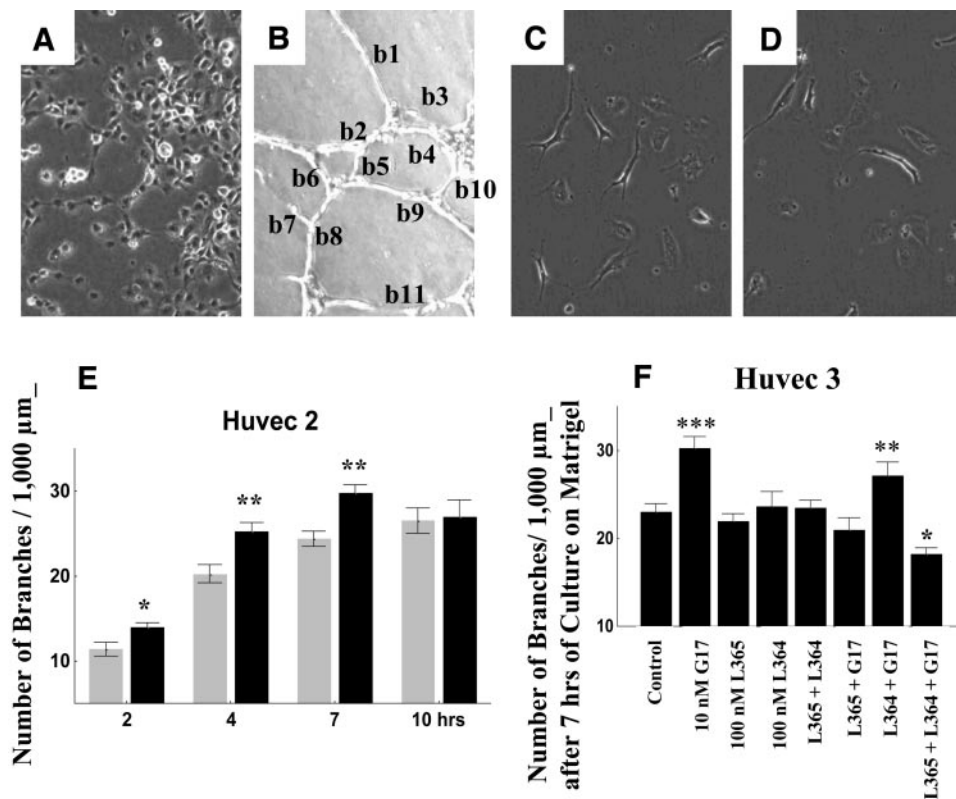 A
B
C
D
b1
b3
b2
b4
b5
b6
b10
b7
b9
b8
b11
E
Huvec 2
Number of Branches / 1,000 µm_
30
20
10
*
**
**
2
4
7
10 hrs
F
Huvec 3
Number of Branches/ 1,000 µm_
after 7 hrs of Culture on Matrigel
30
20
10
***
**
*
Control
10 nM G17
100 nM L365
100 nM L364
L365 + L364
L365 + G17
L364 + G17
L365 + L364 + G17